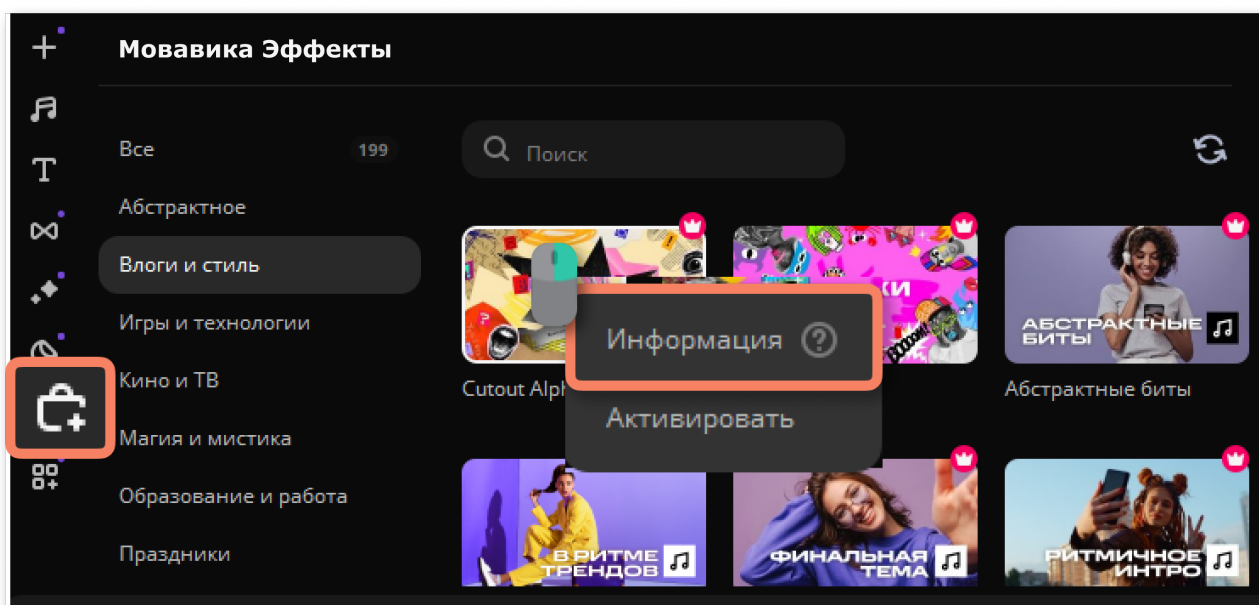 Мовавика Эффекты
Все 199
Поиск
Абстрактное
Влоги и стиль
Игры и технологии
Кино и ТВ
Магия и мистика
Образование и работа
Праздники
КИ
Информация ?
Активировать
АБСТРАКТНЫЕ
БИТЫ
Cutout Alph
Абстрактные биты
В РИТМЕ
ТРЕНДОВ
ФИНАЛЬНАЯ
ТЕМА
РИТМИЧНОЕ
ИНТРО